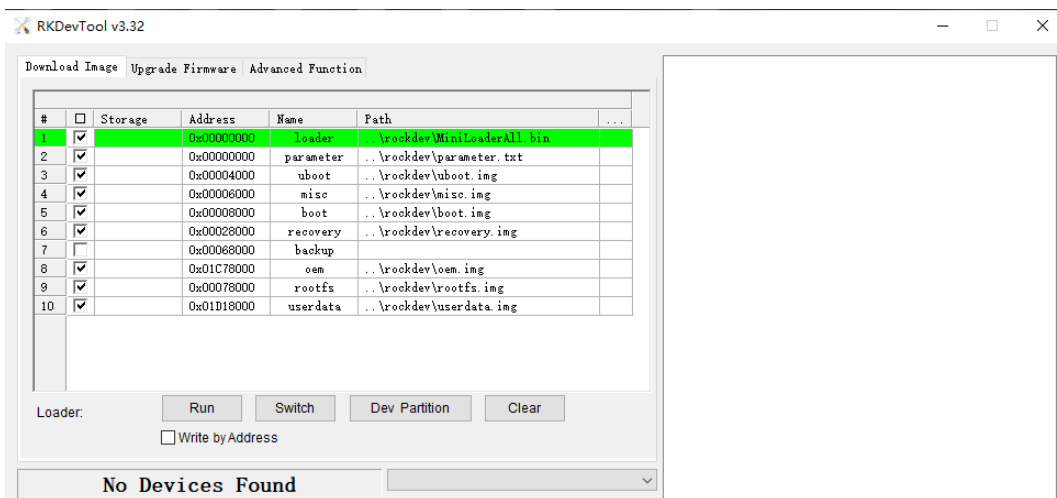 RKDevTool v3.32
Download Image Upgrade Firmware Advanced Function
# Storage Address Name Path ...
1 0x00000000 loader ..\rockdev\MiniLoaderAll.bin
2 0x00000000 parameter ..\rockdev\parameter.txt
3 0x00004000 uboot ..\rockdev\uboot.img
4 0x00006000 misc ..\rockdev\misc.img
5 0x00008000 boot ..\rockdev\boot.img
6 0x00028000 recovery ..\rockdev\recovery.img
7 0x00068000 backup
8 0x01C78000 oem ..\rockdev\oem.img
9 0x00078000 rootfs ..\rockdev\rootfs.img
10 0x01D18000 userdata ..\rockdev\userdata.img
Loader: Run Switch Dev Partition Clear
Write by Address
No Devices Found